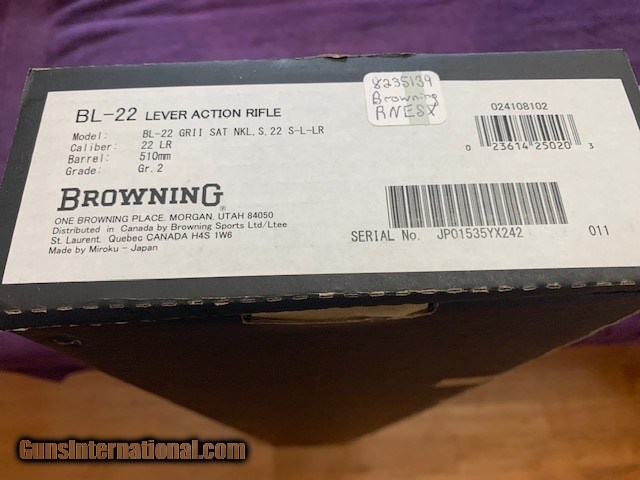 BL-22 LEVER ACTION RIFLE
Model: BL-22 GRII SAT NKL,S,22 S-L-LR
Caliber: 22 LR
Barrel: 510mm
Grade: Gr.2
BROWNING
ONE BROWNING PLACE. MORGAN. UTAH 84050
Distributed in Canada by Browning Sports Ltd/Ltee
St. Laurent. Quebec CANADA H4S 1W6
Made by Miroku - Japan
8235139
Browning
RNESX
024108102
0 23614 25020 3
SERIAL No. JP01535YX242 011
GunsInternational.com